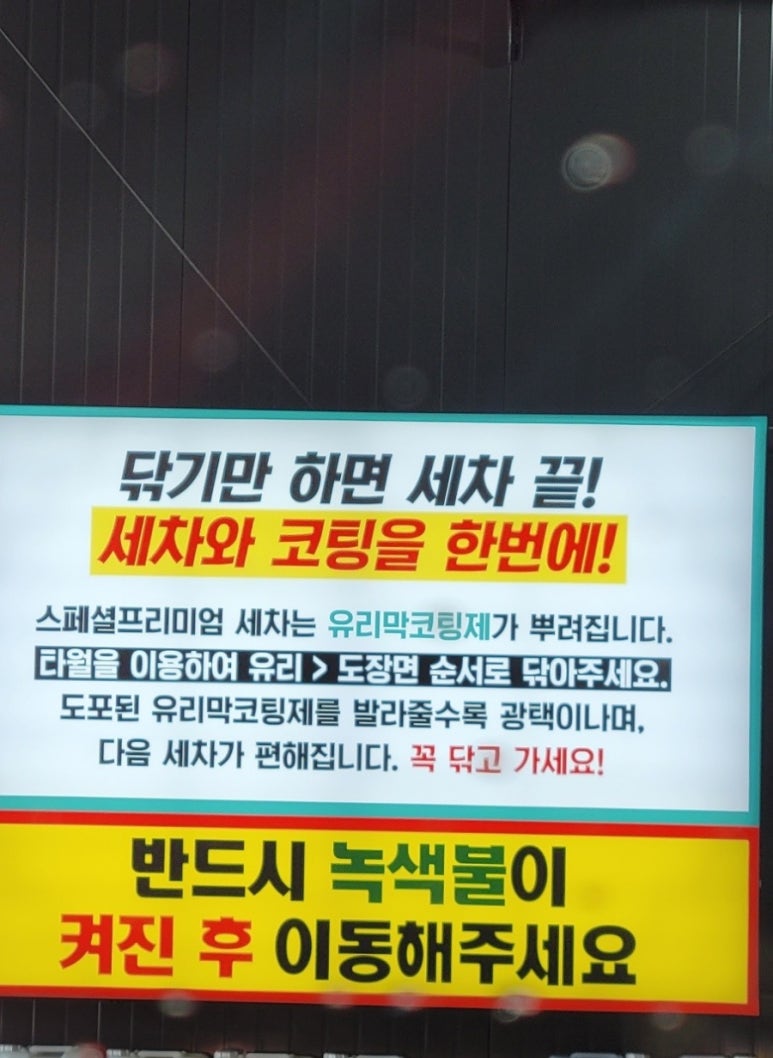 닦기만 하면 세차 끝!
세차와 코팅을 한번에!
스페셜프리미엄 세차는 유리막코팅제가 뿌려집니다.
타월을 이용하여 유리 > 도장면 순서로 닦아주세요.
도포된 유리막코팅제를 발라줄수록 광택이나며,
다음 세차가 편해집니다. 꼭 닦고 가세요!
반드시 녹색불이
켜진 후 이동해주세요